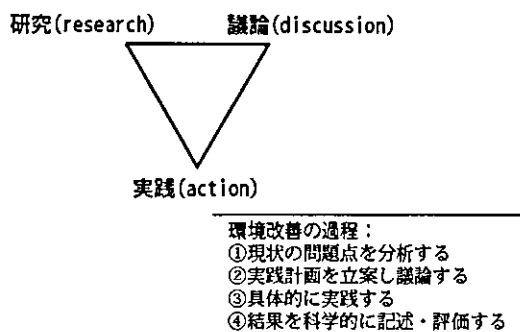 研究(research)
議論(discussion)
実践(action)
環境改善の過程：
①現状の問題点を分析する
②実践計画を立案し議論する
③具体的に実践する
④結果を科学的に記述・評価する